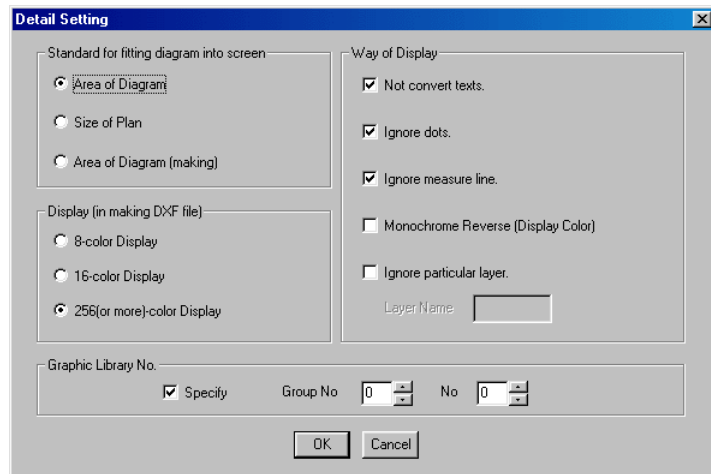 Detail Setting
Standard for fitting diagram into screen
Area of Diagram
Size of Plan
Area of Diagram (making)
Display (in making DXF file)
8-color Display
16-color Display
256(or more)-color Display
Way of Display
Not convert texts.
Ignore dots.
Ignore measure line.
Monochrome Reverse (Display Color)
Ignore particular layer.
Layer Name
Graphic Library No.
Specify Group No 0 No 0
OK Cancel